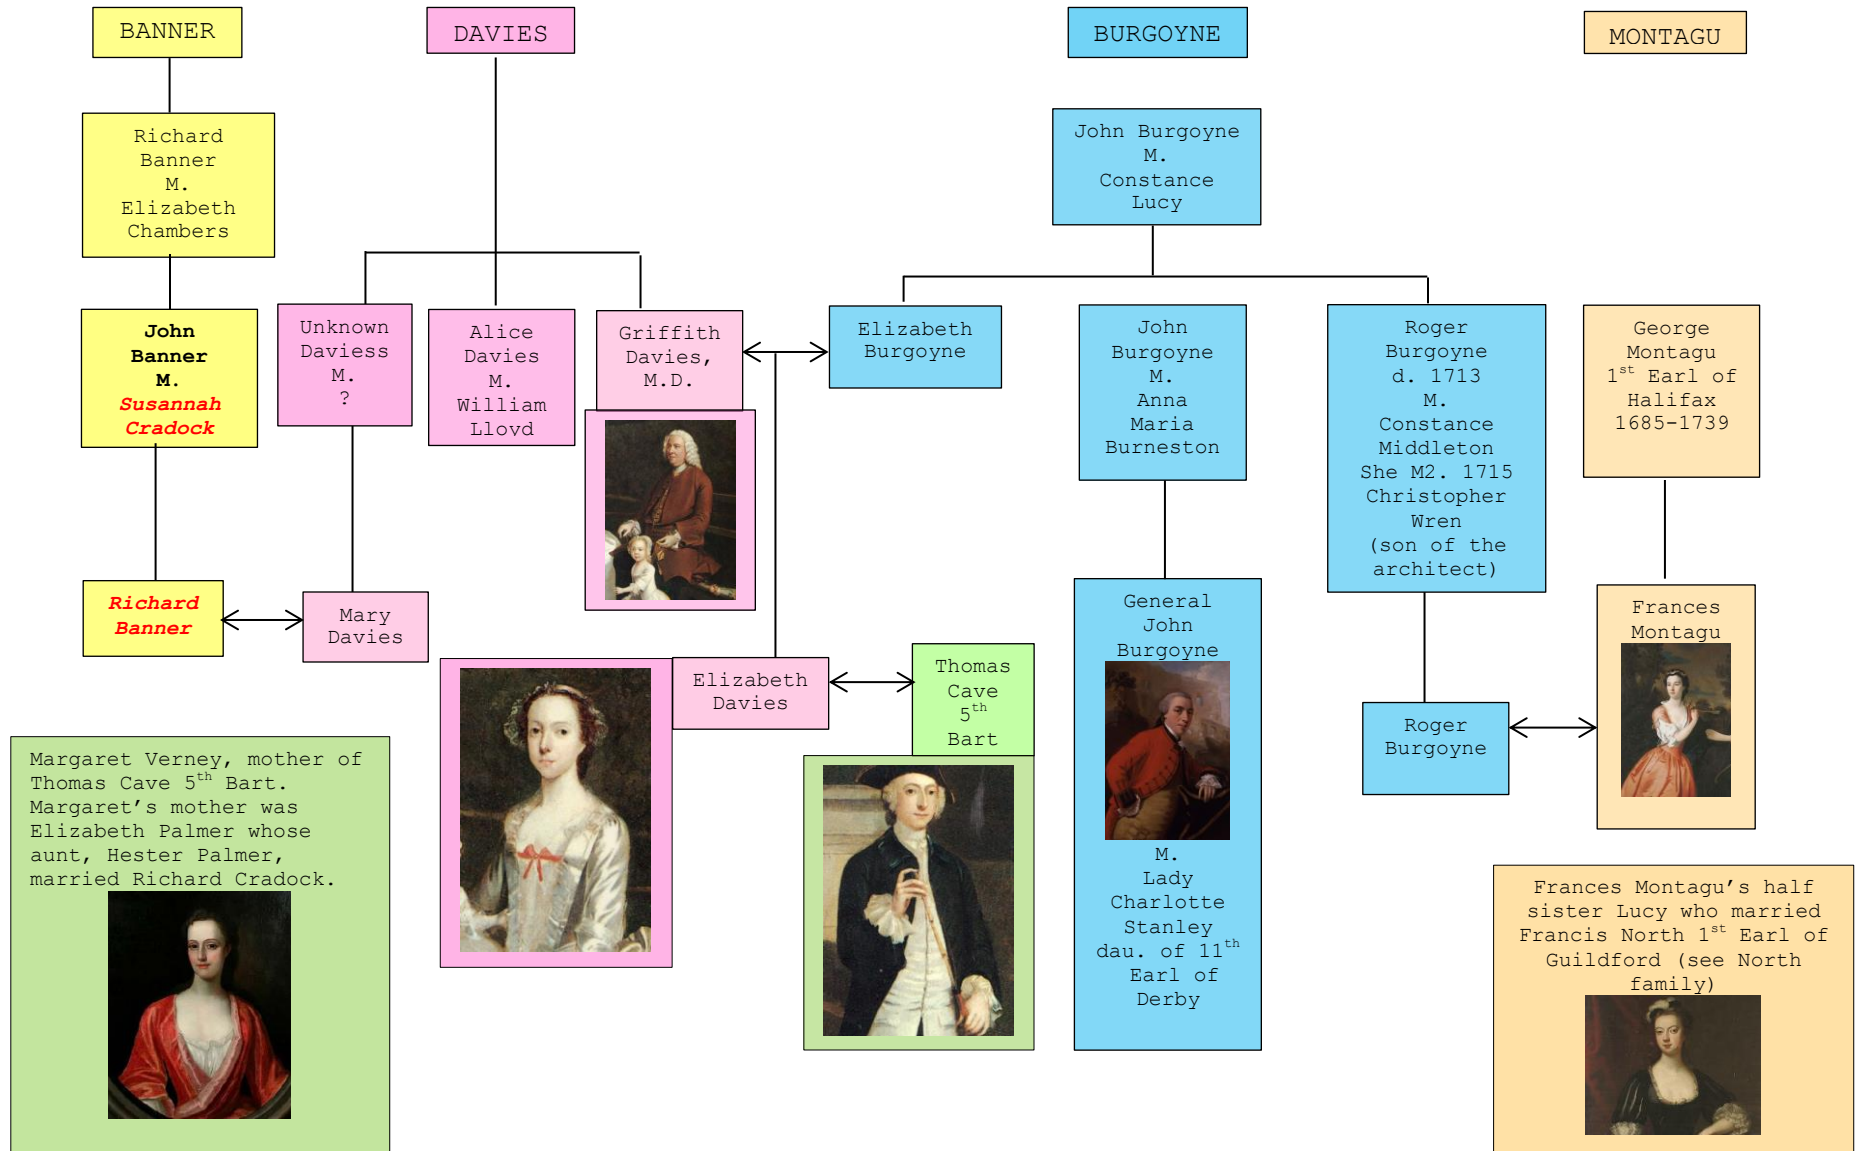 BANNER
DAVIES
BURGOYNE
MONTAGU
Richard
Banner
M.
Elizabeth
Chambers
John Burgoyne
M.
Constance
Lucy
John
Banner
M.
Susannah
Cradock
Unknown
Daviess
M.
?
Alice
Davies
M.
William
Lloyd
Griffith
Davies,
M.D.
Elizabeth
Burgoyne
John
Burgoyne
M.
Anna
Maria
Burneston
Roger
Burgoyne
d. 1713
M.
Constance
Middleton
She M2. 1715
Christopher
Wren
(son of the
architect)
George
Montagu
1st Earl of
Halifax
1685-1739
Richard
Banner
Mary
Davies
Elizabeth
Davies
Thomas
Cave
5th
Bart
General
John
Burgoyne
M.
Lady
Charlotte
Stanley
dau. of 11th
Earl of
Derby
Roger
Burgoyne
Frances
Montagu
Margaret Verney, mother of
Thomas Cave 5th Bart.
Margaret’s mother was
Elizabeth Palmer whose
aunt, Hester Palmer,
married Richard Cradock.
Frances Montagu’s half
sister Lucy who married
Francis North 1st Earl of
Guildford (see North
family)